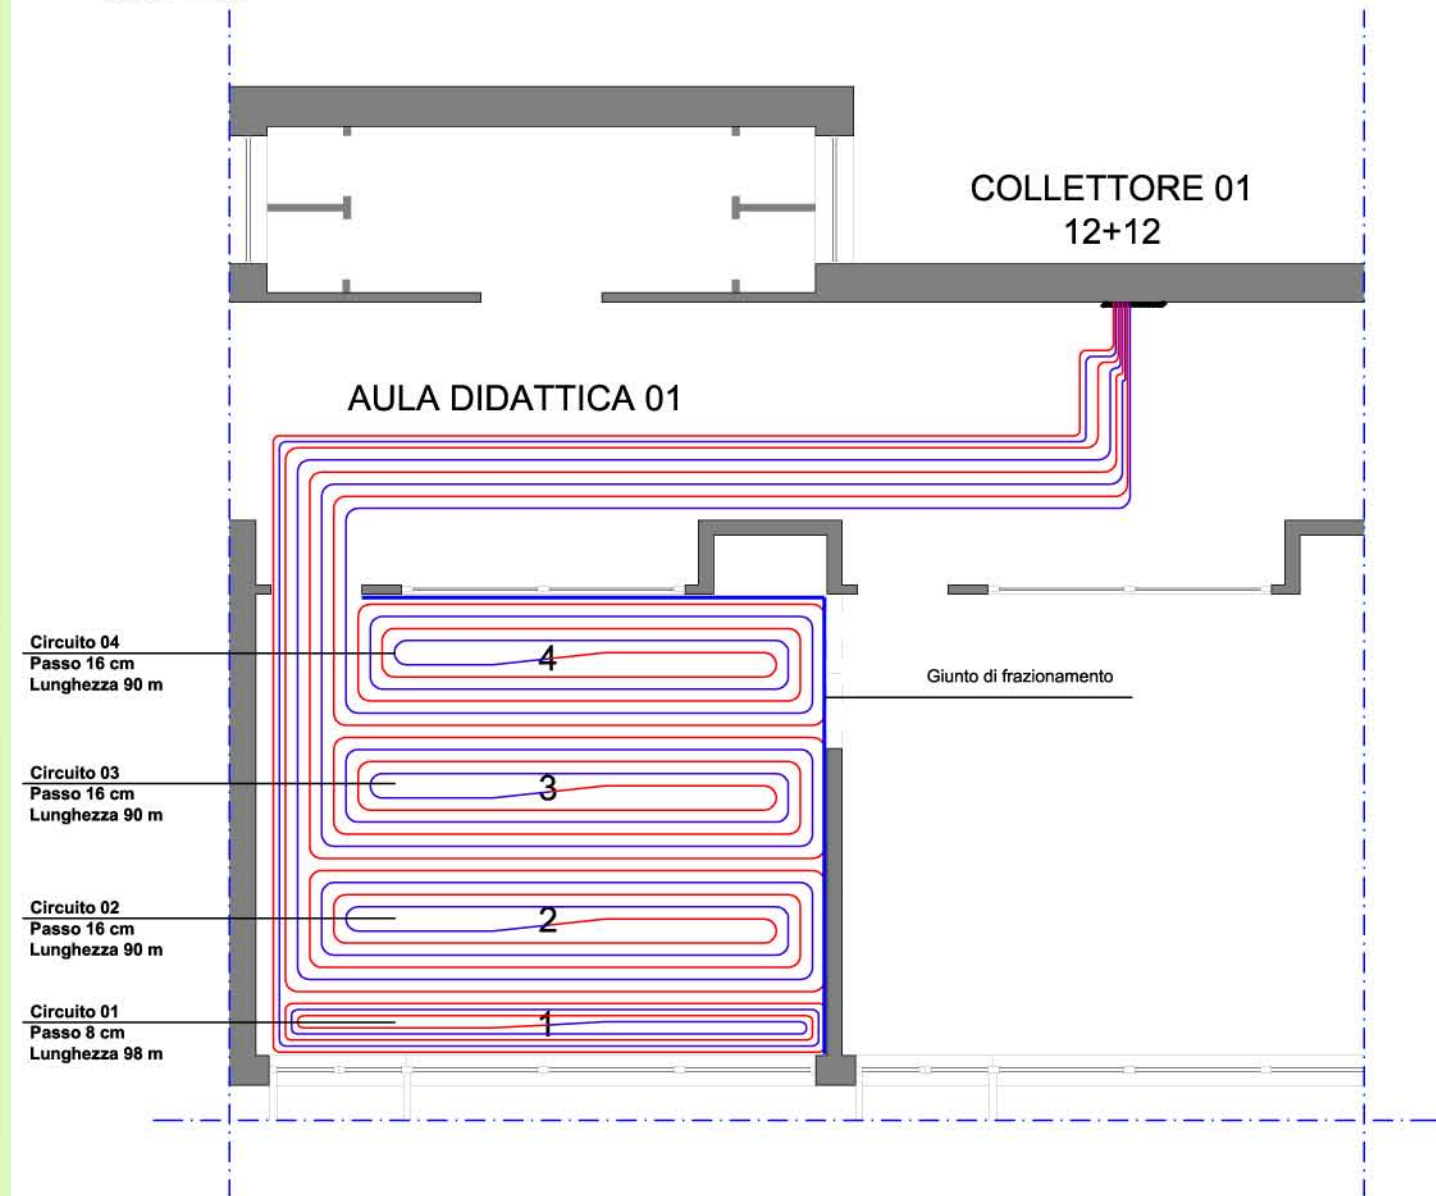 COLLETTORE 01
12+12
AULA DIDATTICA 01
Circuito 04
Passo 16 cm
Lunghezza 90 m
4
Giunto di frazionamento
Circuito 03
Passo 16 cm
Lunghezza 90 m
3
Circuito 02
Passo 16 cm
Lunghezza 90 m
2
Circuito 01
Passo 8 cm
Lunghezza 98 m
1